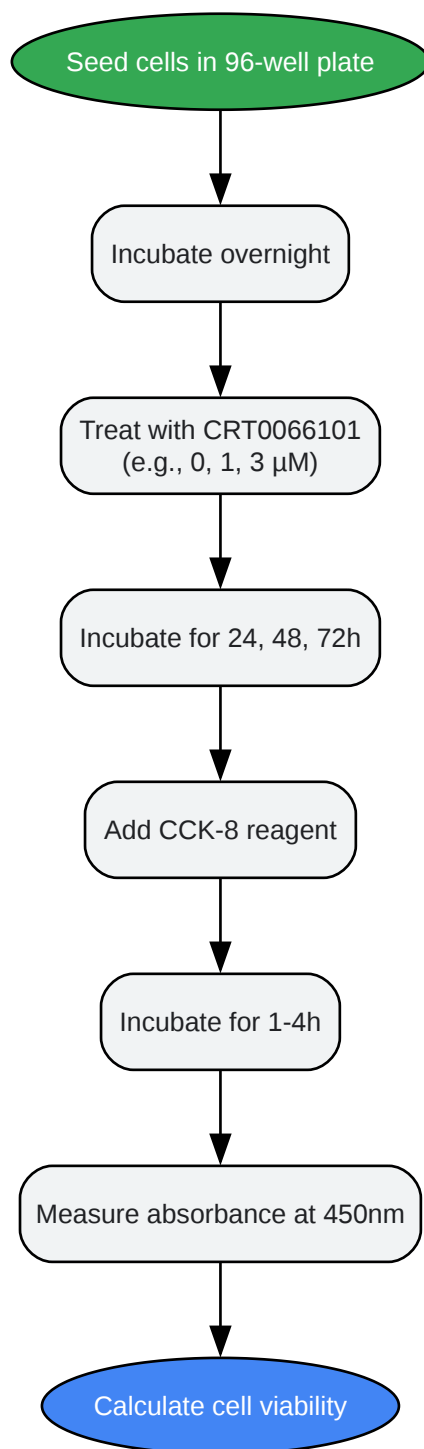 Seed cells in 96-well plate
Incubate overnight
Treat with CRT0066101
(e.g., 0, 1, 3 µM)
Incubate for 24, 48, 72h
Add CCK-8 reagent
Incubate for 1-4h
Measure absorbance at 450nm
Calculate cell viability